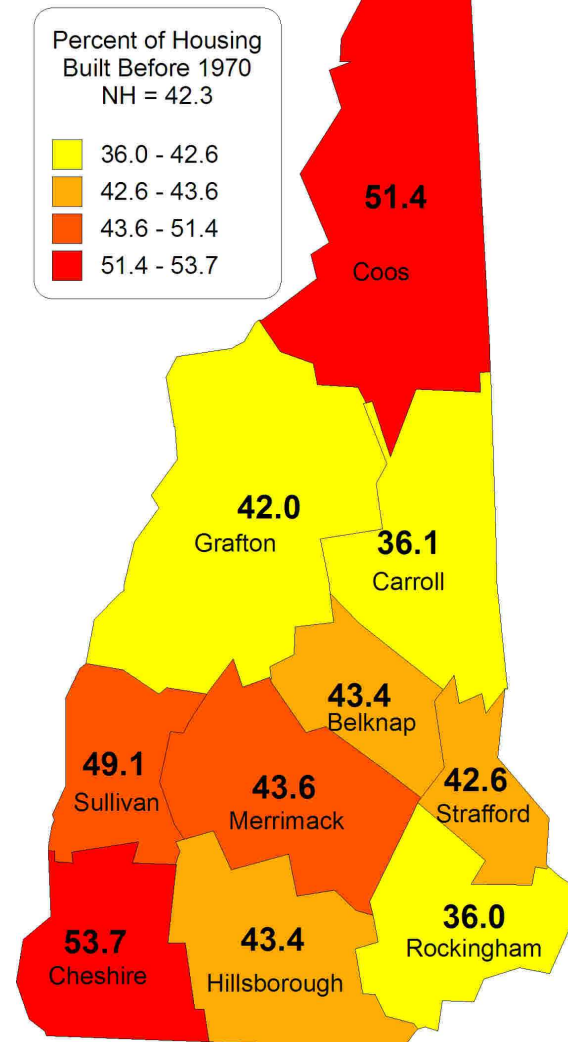 Percent of Housing
Built Before 1970
NH = 42.3
36.0 - 42.6
42.6 - 43.6
43.6 - 51.4
51.4 - 53.7
51.4
Coos
42.0
Grafton
36.1
Carroll
43.4
Belknap
49.1
Sullivan
43.6
Merrimack
42.6
Strafford
53.7
Cheshire
43.4
Hillsborough
36.0
Rockingham